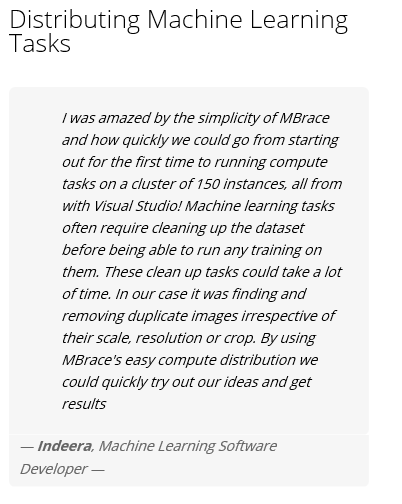 Distributing Machine Learning
Tasks
I was amazed by the simplicity of MBrace
and how quickly we could go from starting
out for the first time to running compute
tasks on a cluster of 150 instances, all from
with Visual Studio! Machine learning tasks
often require cleaning up the dataset
before being able to run any training on
them. These clean up tasks could take a lot
of time. In our case it was finding and
removing duplicate images irrespective of
their scale, resolution or crop. By using
MBrace's easy compute distribution we
could quickly try out our ideas and get
results
— Indeera, Machine Learning Software
Developer —